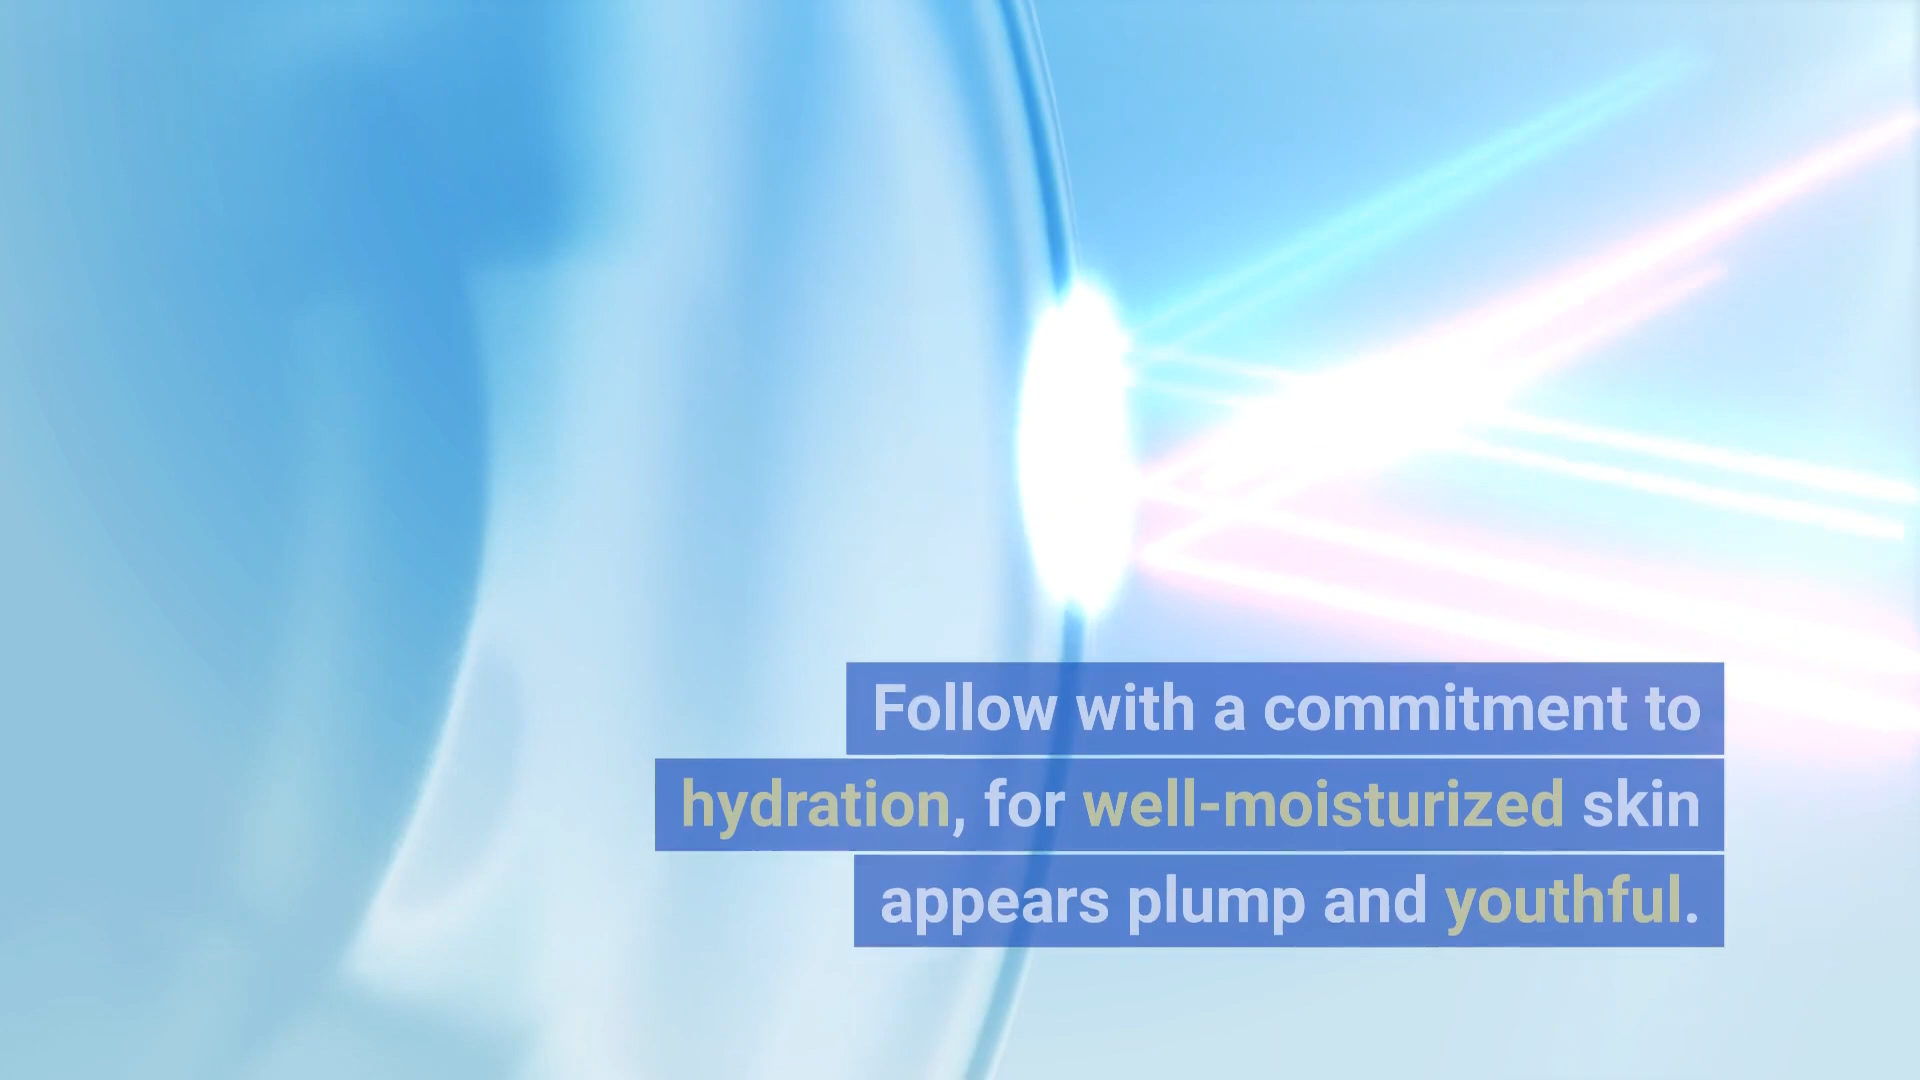 Follow with a commitment to
hydration, for well-moisturized skin
appears plump and youthful.